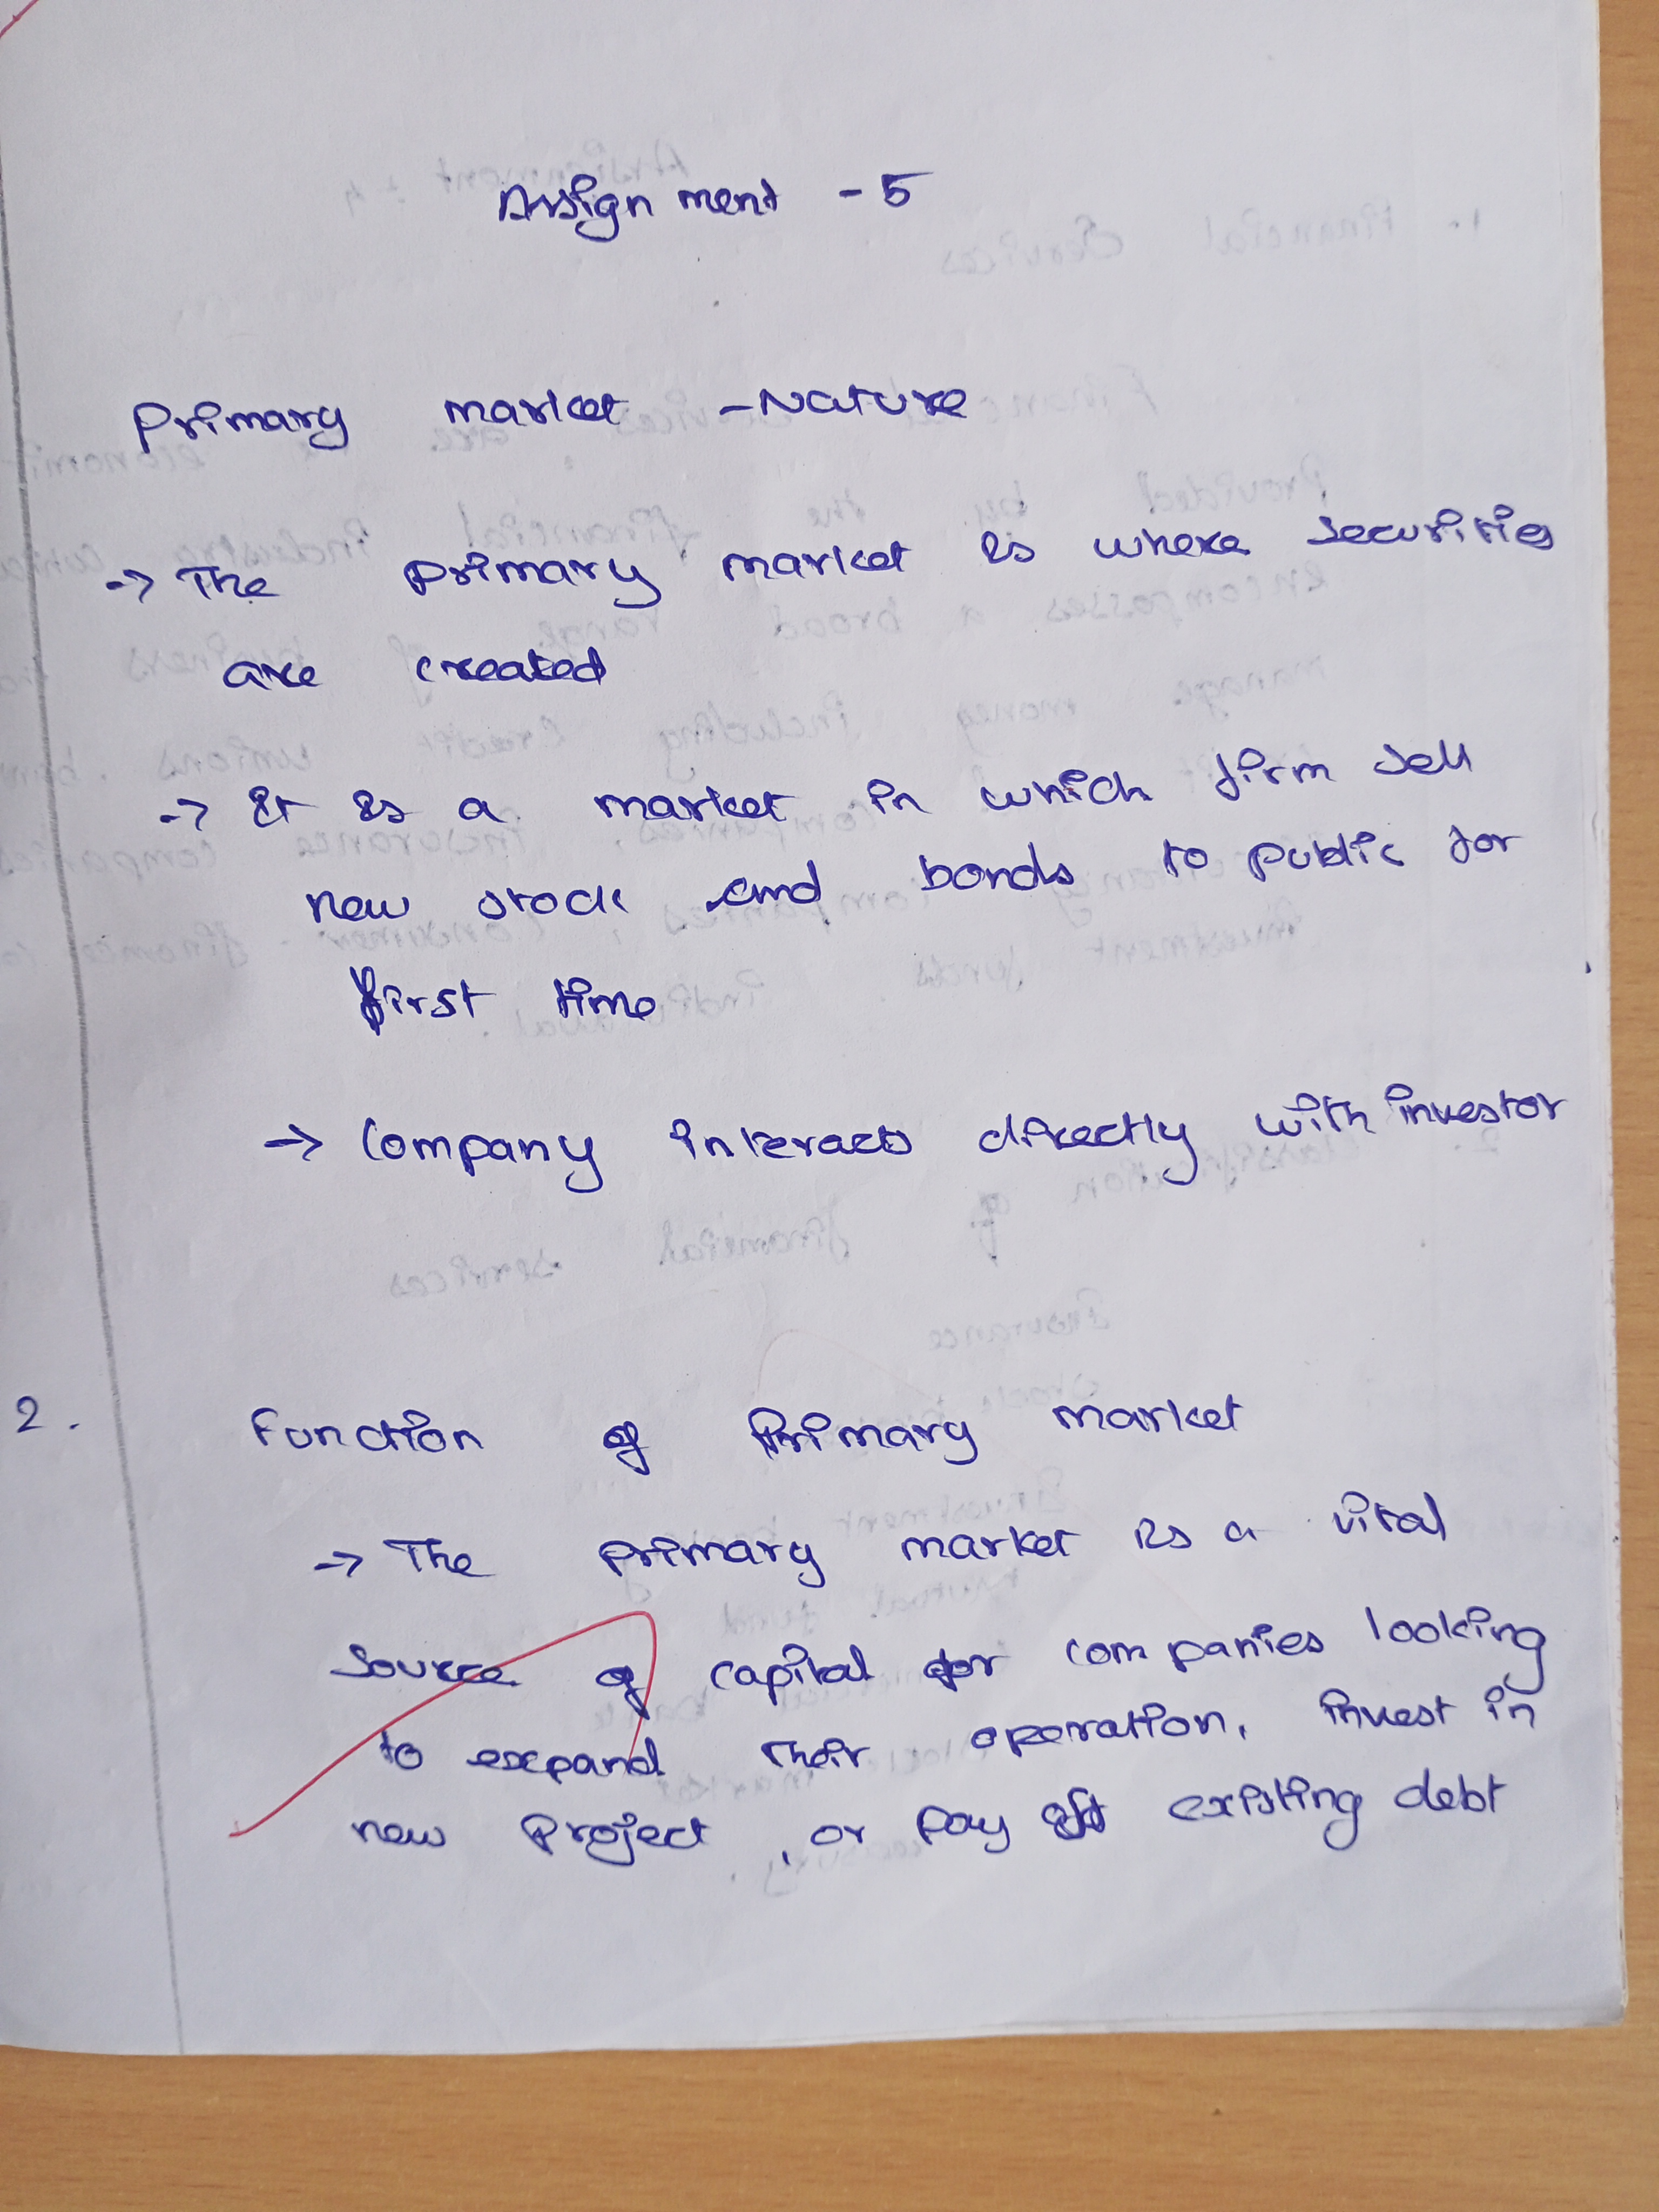 Assignment - 5
Primary market - Nature
-> The primary market is where securities
are created
-> It is a market in which firm sell
new stock and bonds to public for
first time
-> Company interacts directly with investor
2. Function of Primary market
-> The primary market is a vital
source of capital for companies looking
to expand their operation, invest in
new project, or pay off existing debt